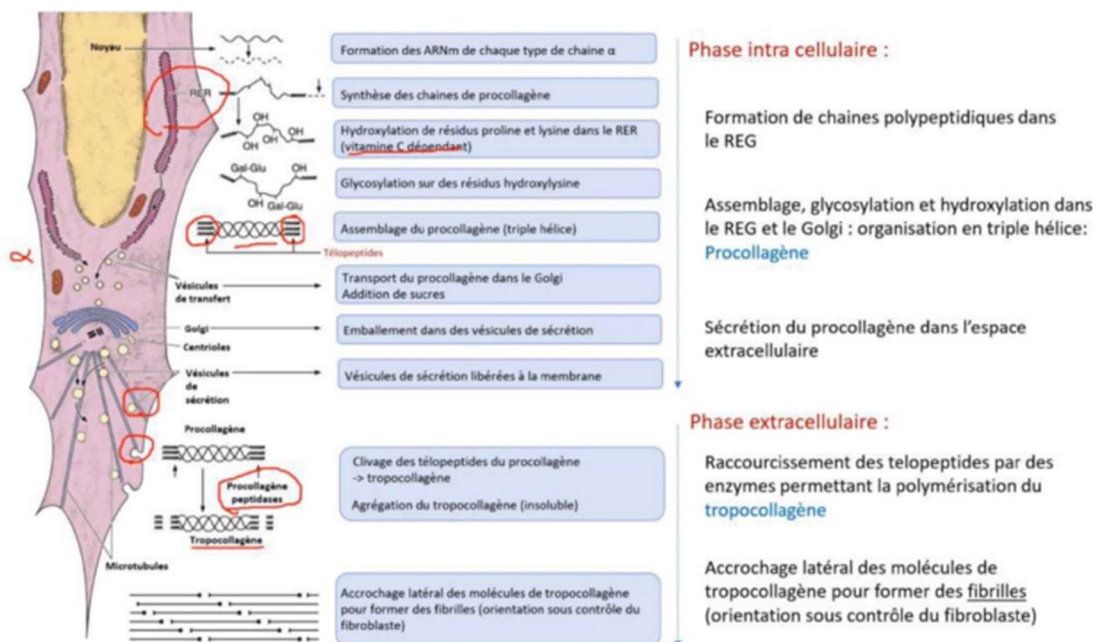 Noyau
RER
OH
OH
OH
OH
Gal-Glu
OH
OH
Gal-Glu
Télopeptides
Vésicules
de transfert
Golgi
Centrioles
Vésicules
de
sécrétion
Procollagène
Procollagène
peptidases
Tropocollagène
Microtubules
Formation des ARNm de chaque type de chaine α
Synthèse des chaines de procollagène
Hydroxylation de résidus proline et lysine dans le RER
(vitamine C dépendant)
Glycosylation sur des résidus hydroxylysine
Assemblage du procollagène (triple hélice)
Transport du procollagène dans le Golgi
Addition de sucres
Emballement dans des vésicules de sécrétion
Vésicules de sécrétion libérées à la membrane
Clivage des télopeptides du procollagène
-> tropocollagène
Agrégation du tropocollagène (insoluble)
Accrochage latéral des molécules de tropocollagène
pour former des fibrilles (orientation sous contrôle du
fibroblaste)
Phase intra cellulaire :
Formation de chaines polypeptidiques dans
le REG
Assemblage, glycosylation et hydroxylation dans
le REG et le Golgi : organisation en triple hélice:
Procollagène
Sécrétion du procollagène dans l'espace
extracellulaire
Phase extracellulaire :
Raccourcissement des telopeptides par des
enzymes permettant la polymérisation du
tropocollagène
Accrochage latéral des molécules de
tropocollagène pour former des fibrilles
(orientation sous contrôle du fibroblaste)